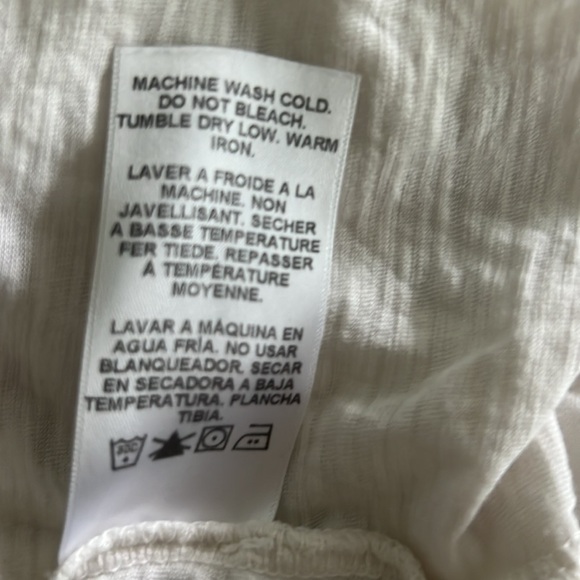 MACHINE WASH COLD.
DO NOT BLEACH.
TUMBLE DRY LOW. WARM
IRON.
LAVER A FROIDE A LA
MACHINE. NON
JAVELLISANT. SECHER
A BASSE TEMPERATURE
FER TIEDE. REPASSER
À TEMPÉRATURE
MOYENNE.
LAVAR A MÁQUINA EN
AGUA FRÍA. NO USAR
BLANQUEADOR. SECAR
EN SECADORA A BAJA
TEMPERATURA. PLANCHA
TIBIA.
30C